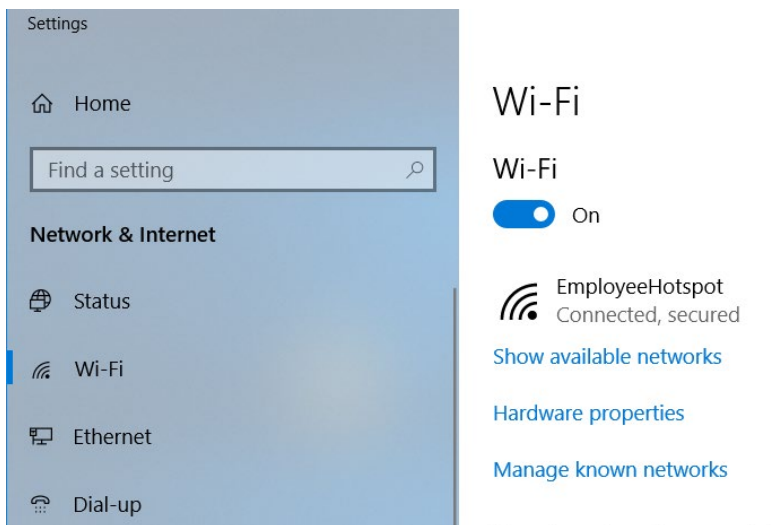 Settings
Home
Find a setting
Network & Internet
Status
Wi-Fi
Ethernet
Dial-up
Wi-Fi
Wi-Fi
On
EmployeeHotspot
Connected, secured
Show available networks
Hardware properties
Manage known networks